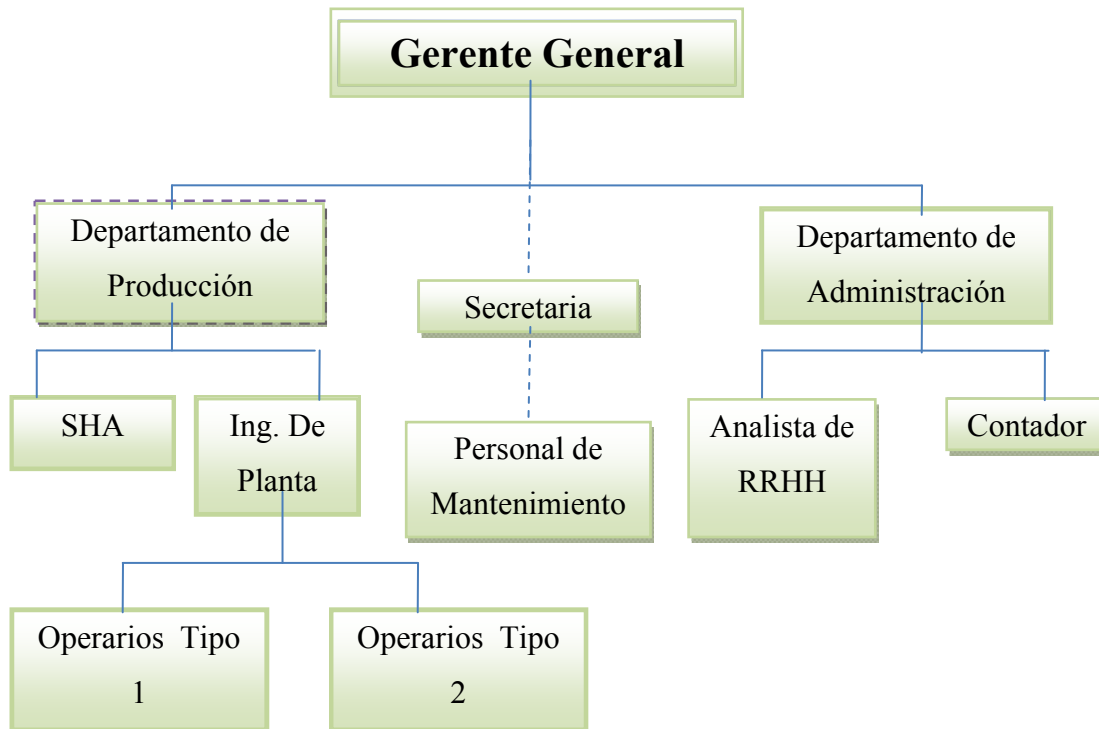 Gerente General
Departamento de
Producción
Secretaria
Departamento de
Administración
SHA
Ing. De
Planta
Personal de
Mantenimiento
Analista de
RRHH
Contador
Operarios Tipo
1
Operarios Tipo
2